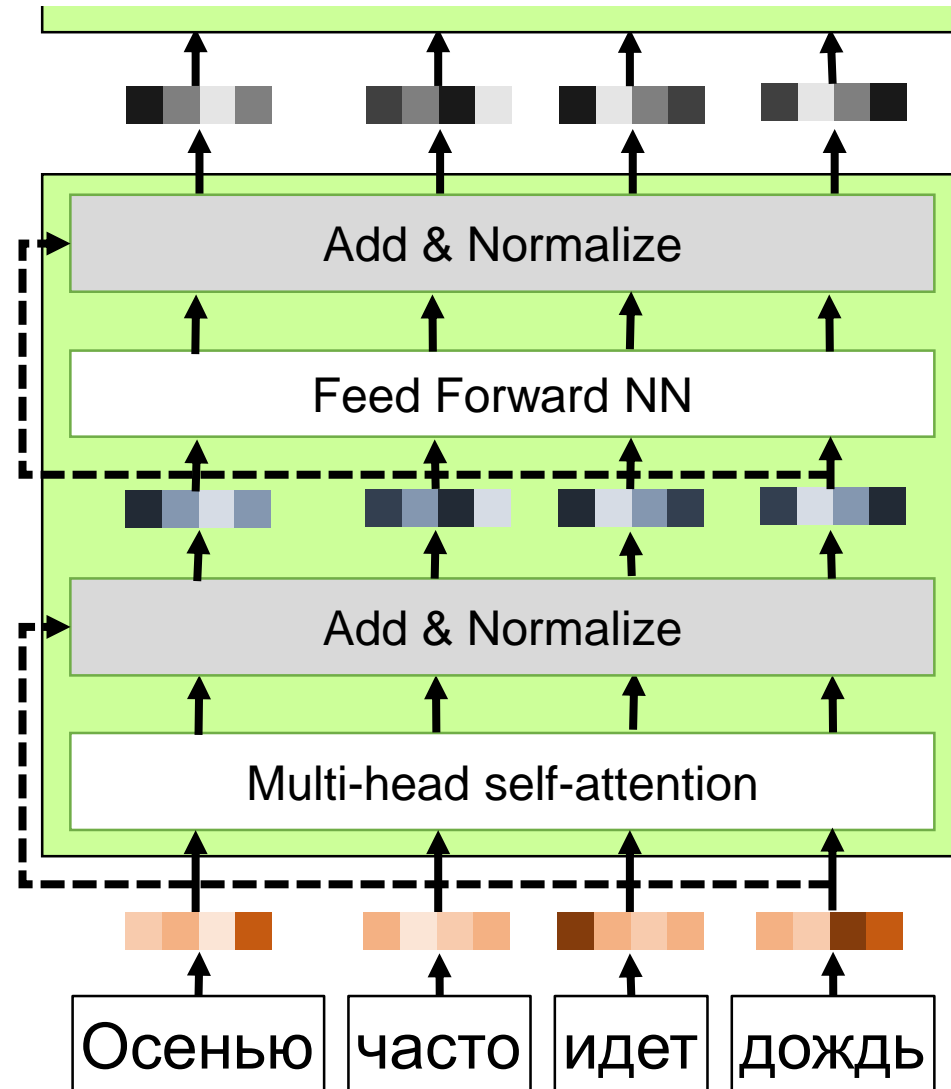 Add & Normalize
Feed Forward NN
Add & Normalize
Multi-head self-attention
Осенью часто идет дождь